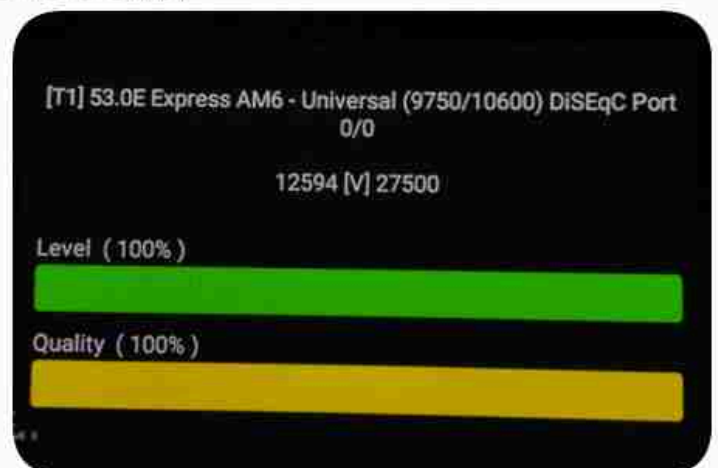 [T1] 53.0E Express AM6 - Universal (9750/10600) DiSEqC Port
0/0
12594 [V] 27500
Level ( 100% )
Quality ( 100% )